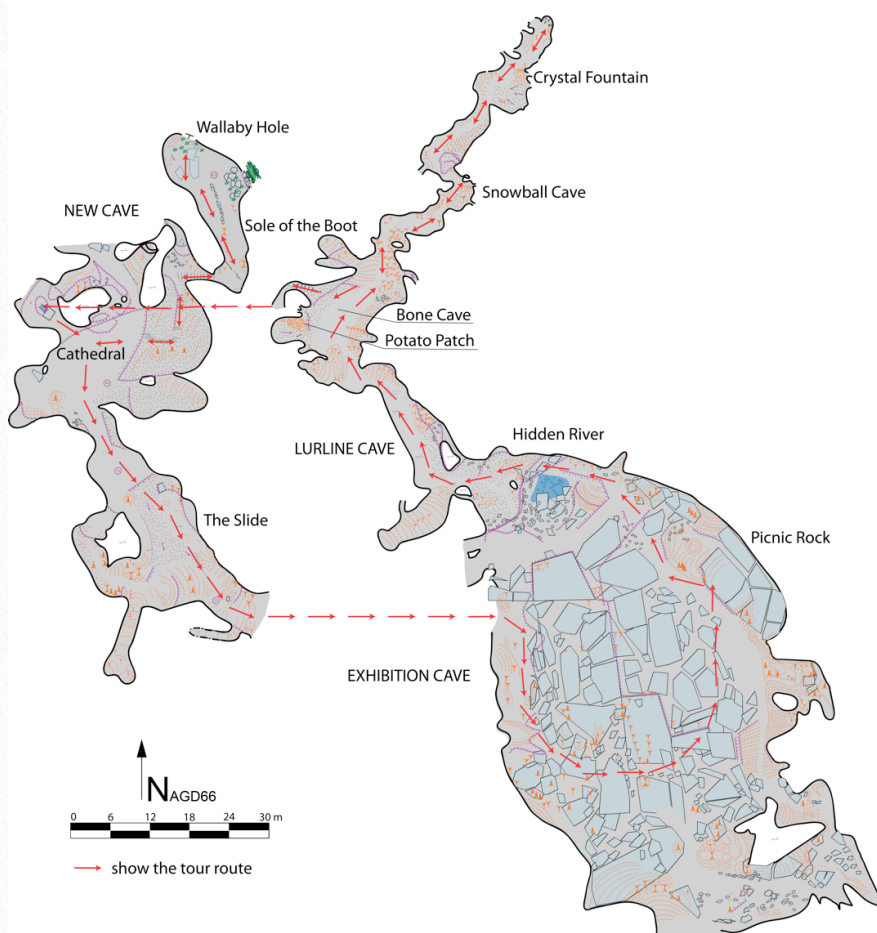 Crystal Fountain
Wallaby Hole
Snowball Cave
NEW CAVE
Sole of the Boot
Bone Cave
Potato Patch
Cathedral
Hidden River
LURLINE CAVE
The Slide
Picnic Rock
EXHIBITION CAVE
N AGD66
0 6 12 18 24 30 m
show the tour route